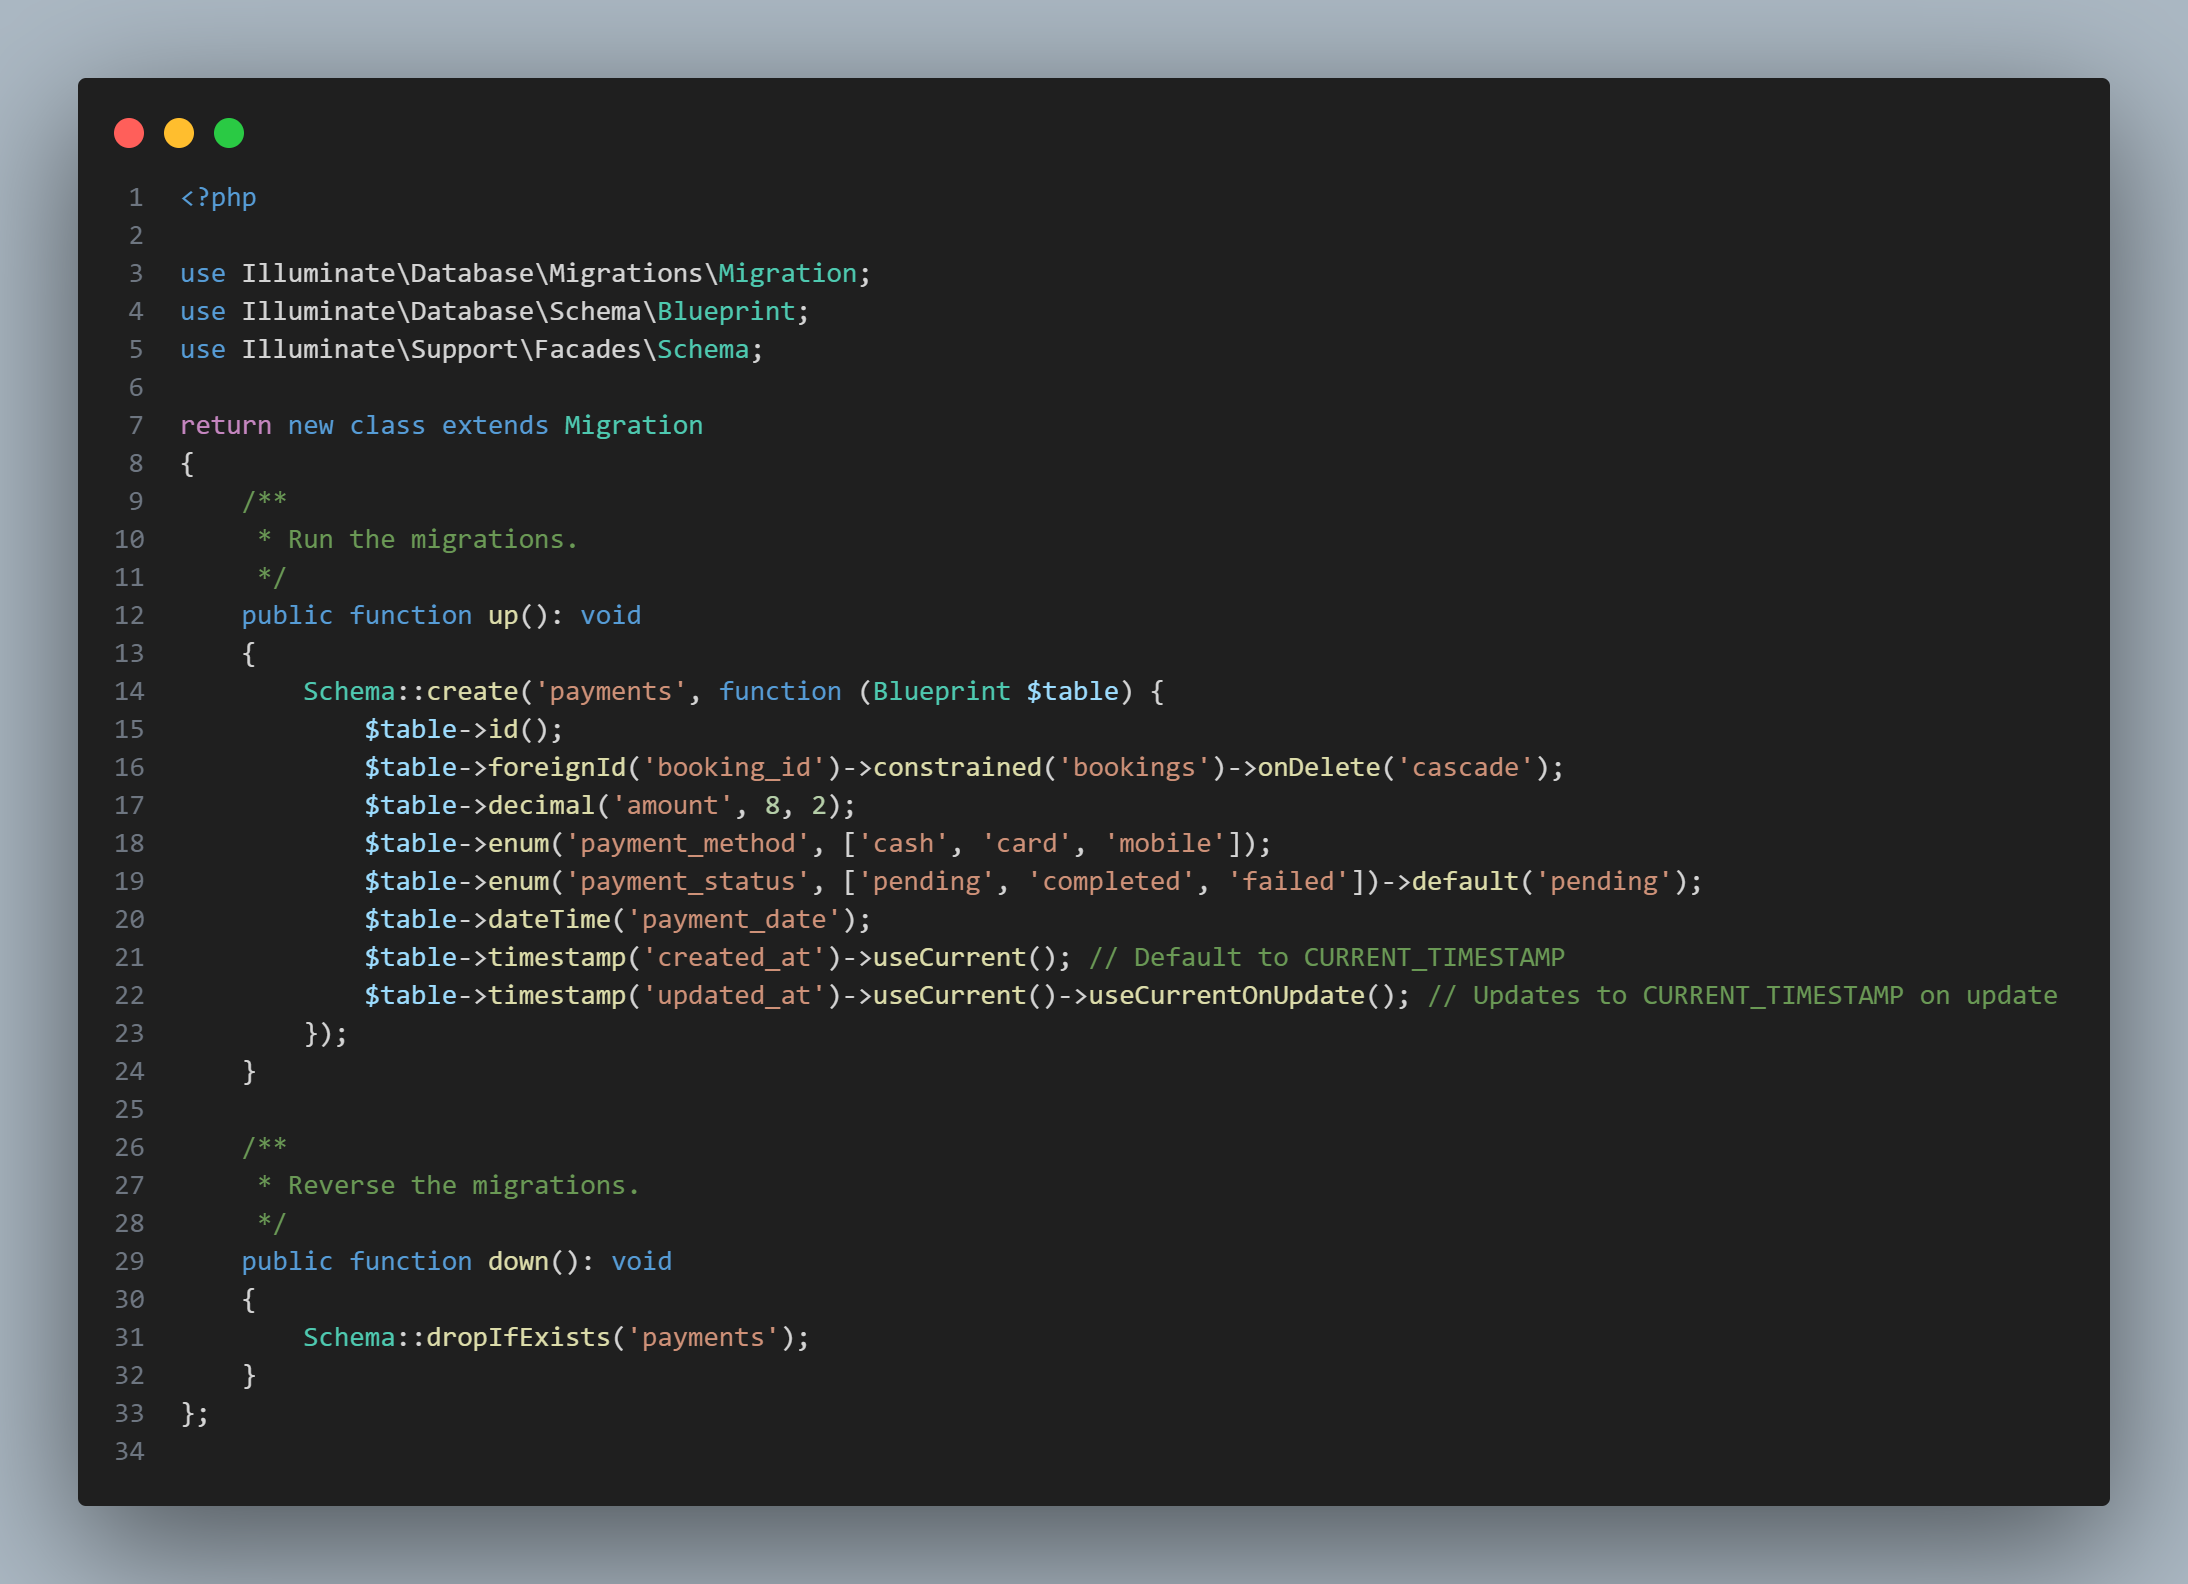 1 <?php
2
3 use Illuminate\Database\Migrations\Migration;
4 use Illuminate\Database\Schema\Blueprint;
5 use Illuminate\Support\Facades\Schema;
6
7 return new class extends Migration
8 {
9     /**
10      * Run the migrations.
11      */
12     public function up(): void
13     {
14         Schema::create('payments', function (Blueprint $table) {
15             $table->id();
16             $table->foreignId('booking_id')->constrained('bookings')->onDelete('cascade');
17             $table->decimal('amount', 8, 2);
18             $table->enum('payment_method', ['cash', 'card', 'mobile']);
19             $table->enum('payment_status', ['pending', 'completed', 'failed'])->default('pending');
20             $table->dateTime('payment_date');
21             $table->timestamp('created_at')->useCurrent(); // Default to CURRENT_TIMESTAMP
22             $table->timestamp('updated_at')->useCurrent()->useCurrentOnUpdate(); // Updates to CURRENT_TIMESTAMP on update
23         });
24     }
25
26     /**
27      * Reverse the migrations.
28      */
29     public function down(): void
30     {
31         Schema::dropIfExists('payments');
32     }
33 };
34